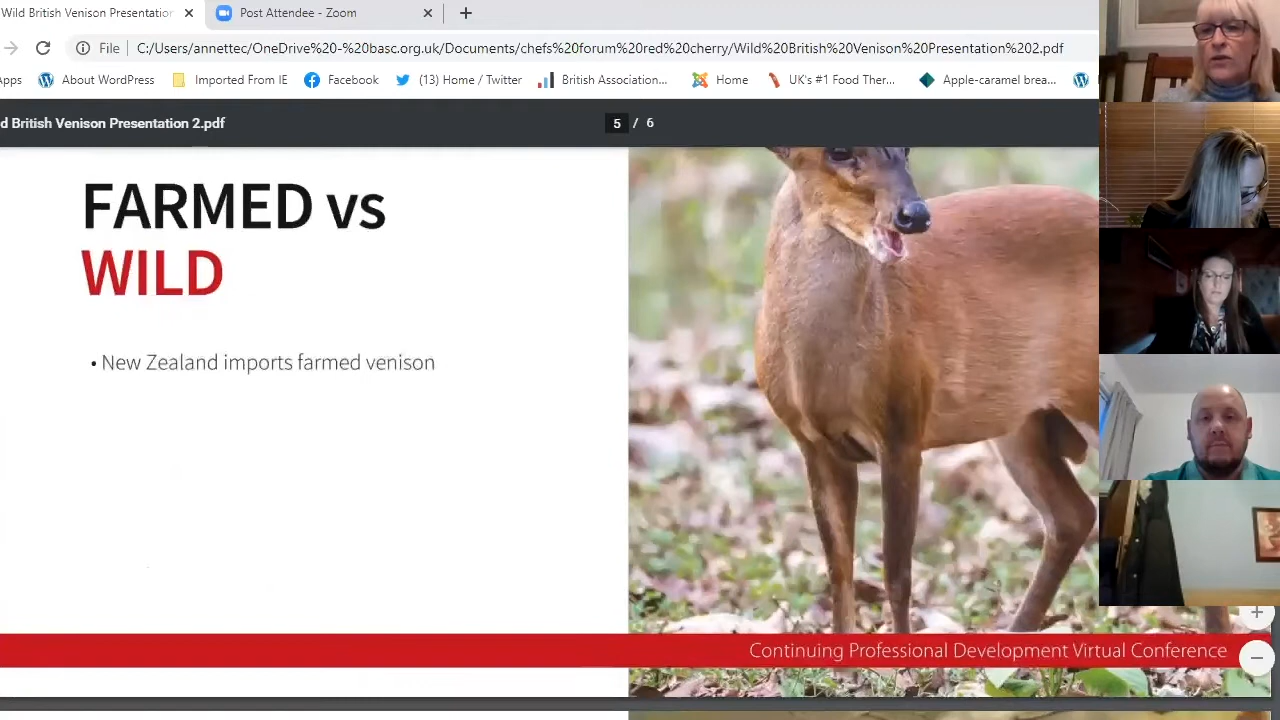 Wild British Venison Presentation
Post Attendee - Zoom
File
C:/Users/annettec/OneDrive%20-%20basc.org.uk/Documents/chefs%20forum%20red%20cherry/Wild%20British%20Venison%20Presentation%202.pdf
pps
About WordPress
Imported From IE
Facebook
(13) Home / Twitter
British Association...
Home
UK's #1 Food Ther...
Apple-caramel brea...
d British Venison Presentation 2.pdf
5 / 6
FARMED vs
WILD
• New Zealand imports farmed venison
Continuing Professional Development Virtual Conference